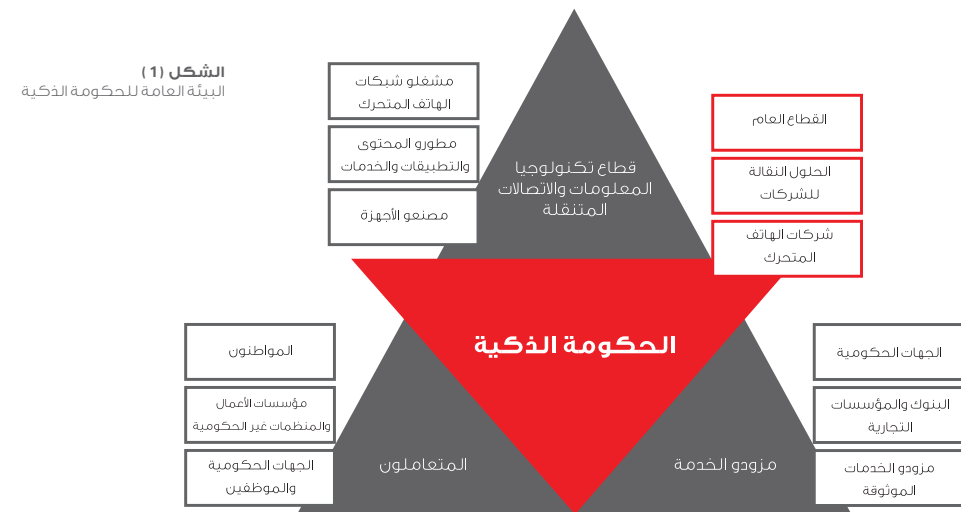 الشكل (1)
البيئة العامة للحكومة الذكية
القطاع العام
الحلول النقالة
للشركات
شركات الهاتف
المتحرك
قطاع تكنولوجيا
المعلومات والاتصالات
المتنقلة
مشغلو شبكات
الهاتف المتحرك
مطورو المحتوى
والتطبيقات والخدمات
مصنعو الأجهزة
الحكومة الذكية
الجهات الحكومية
البنوك والمؤسسات
التجارية
مزودو الخدمات
الموثوقة
مزودو الخدمة
المتعاملون
المواطنون
مؤسسات الأعمال
والمنظمات غير الحكومية
الجهات الحكومية
والموظفين